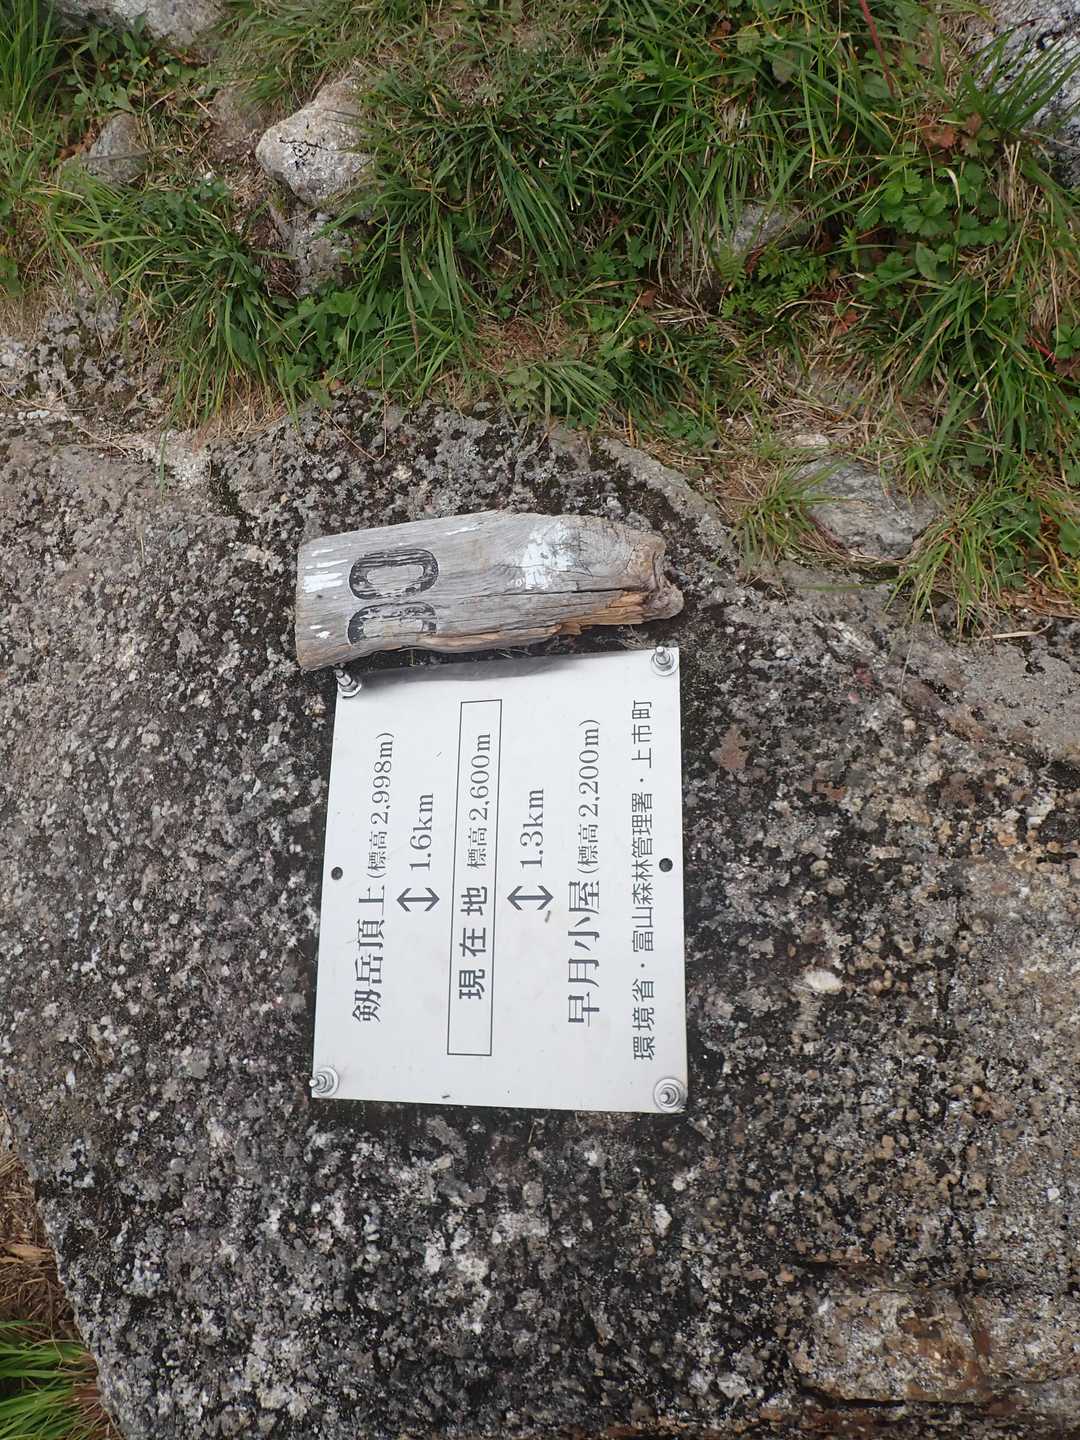 剱岳頂上(標高2,998m)
↕ 1.6km
現在地 標高2,600m
↕ 1.3km
早月小屋(標高2,200m)
環境省・富山森林管理署・上市町
00